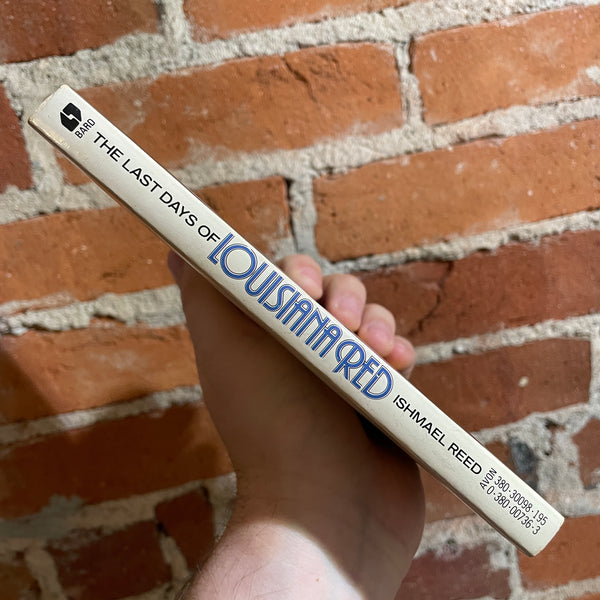 BARD
THE LAST DAYS OF LOUISIANA RED ISHMAEL REED
AVON 380-30098-195
0-380-00736-3